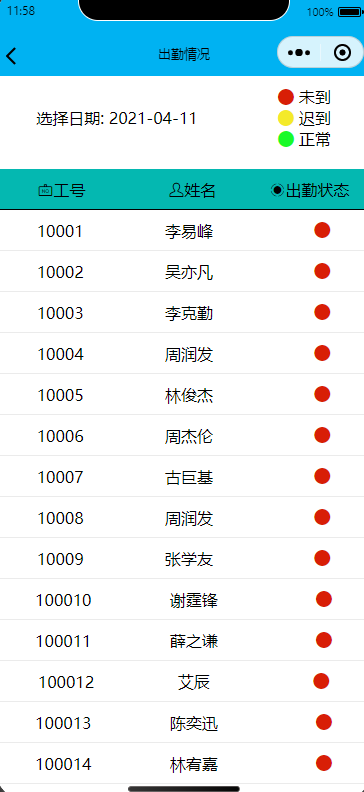 11:58
100%
出勤情况
选择日期: 2021-04-11
未到
迟到
正常
工号 姓名 出勤状态
10001 李易峰
10002 吴亦凡
10003 李克勤
10004 周润发
10005 林俊杰
10006 周杰伦
10007 古巨基
10008 周润发
10009 张学友
100010 谢霆锋
100011 薛之谦
100012 艾辰
100013 陈奕迅
100014 林宥嘉